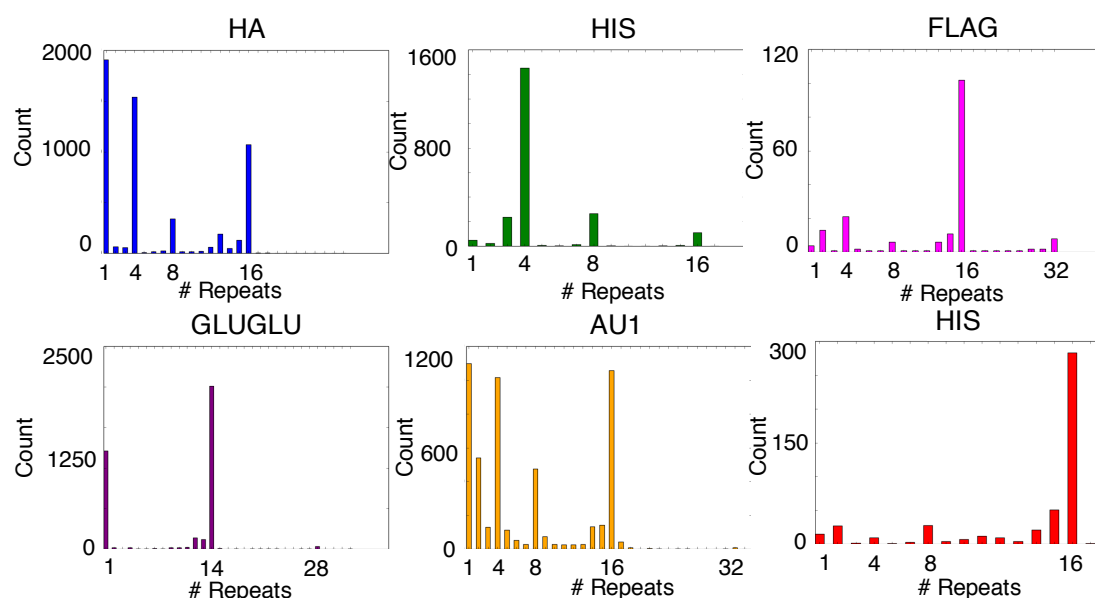 HA
2000
1000
0
Count
1 4 8 16
# Repeats
HIS
1600
800
0
Count
1 4 8 16
# Repeats
FLAG
120
60
0
Count
1 4 8 16 32
# Repeats
GLUGLU
2500
1250
0
Count
1 14 28
# Repeats
AU1
1200
600
0
Count
1 4 8 16 32
# Repeats
HIS
300
150
0
Count
1 4 8 16
# Repeats